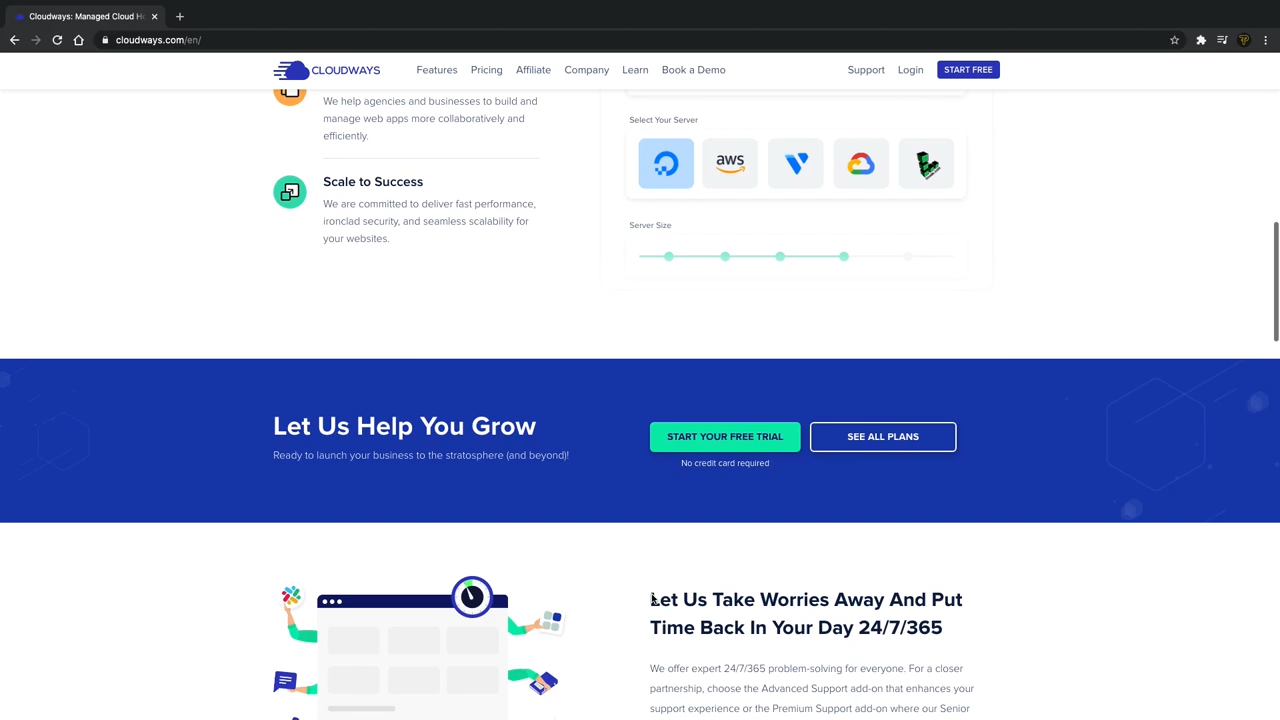 Cloudways: Managed Cloud Ho
cloudways.com/en/
CLOUDWAYS
Features
Pricing
Affiliate
Company
Learn
Book a Demo
Support
Login
START FREE
We help agencies and businesses to build and
manage web apps more collaboratively and
efficiently.
Scale to Success
We are committed to deliver fast performance,
ironclad security, and seamless scalability for
your websites.
Select Your Server
aws
Server Size
Let Us Help You Grow
Ready to launch your business to the stratosphere (and beyond)!
START YOUR FREE TRIAL
No credit card required
SEE ALL PLANS
Let Us Take Worries Away And Put
Time Back In Your Day 24/7/365
We offer expert 24/7/365 problem-solving for everyone. For a closer
partnership, choose the Advanced Support add-on that enhances your
support experience or the Premium Support add-on where our Senior